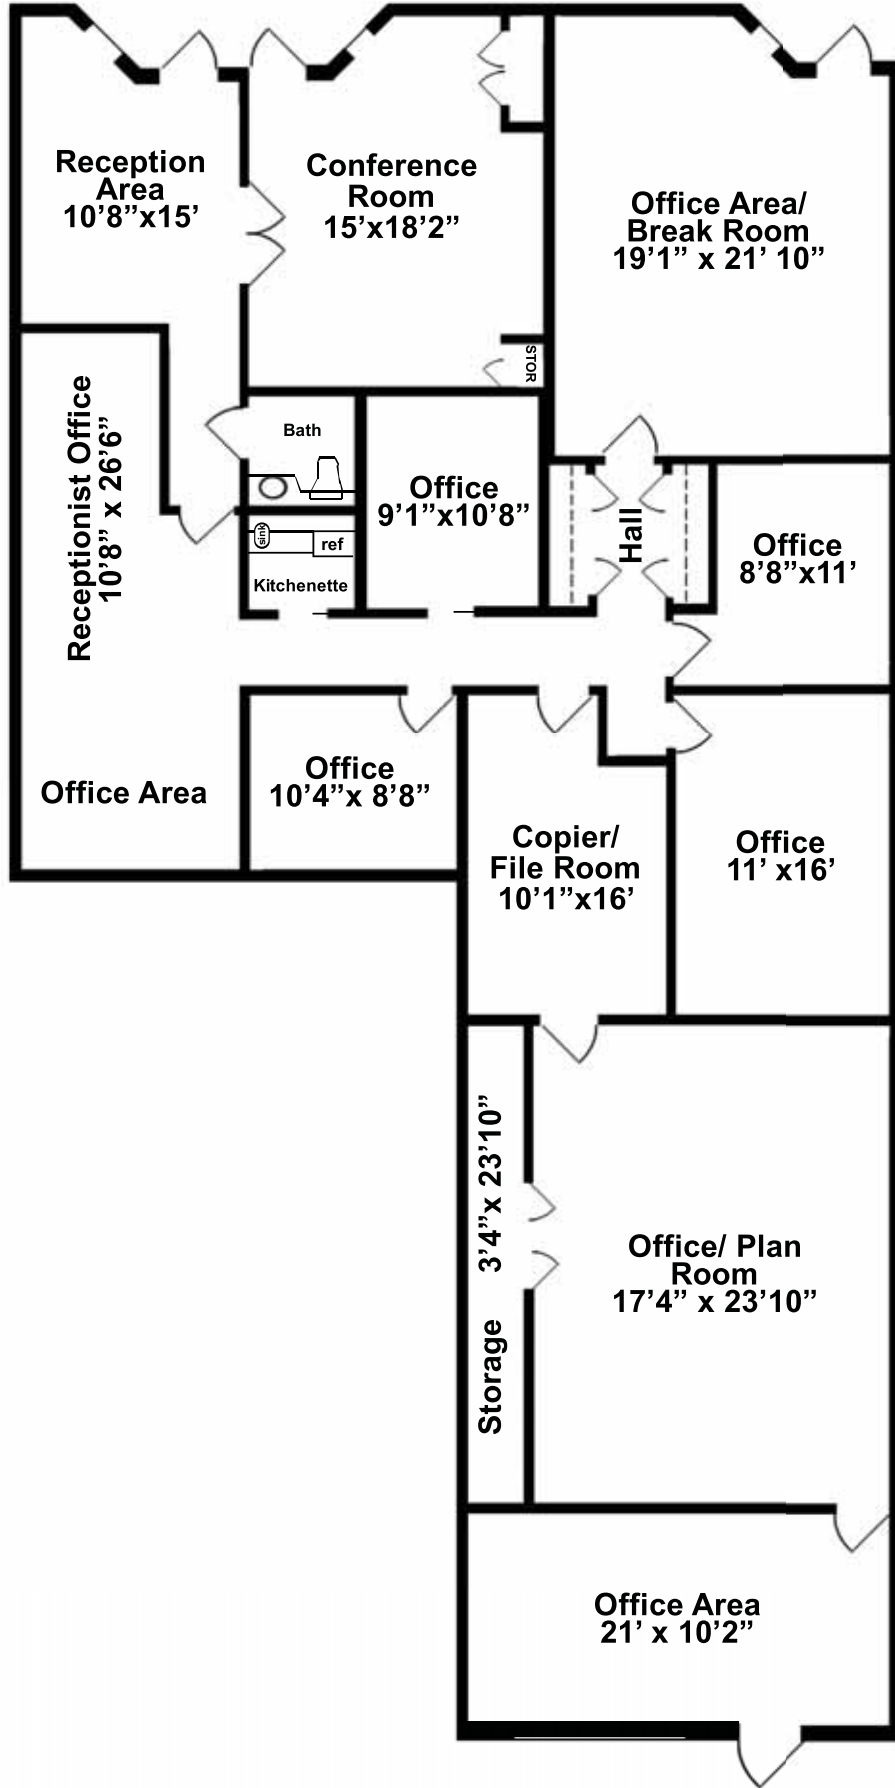 Reception
Area
10’8”x15’
Conference
Room
15’x18’2”
Office Area/
Break Room
19’1” x 21’ 10”
STOR
Receptionist Office
10’8” x 26’6”
Bath
Office
9’1”x10’8”
Hall
Office
8’8”x11’
sink
ref
Kitchenette
Office Area
Office
10’4”x 8’8”
Copier/
File Room
10’1”x16’
Office
11’ x16’
Storage 3’4”x 23’10”
Office/ Plan
Room
17’4” x 23’10”
Office Area
21’ x 10’2”